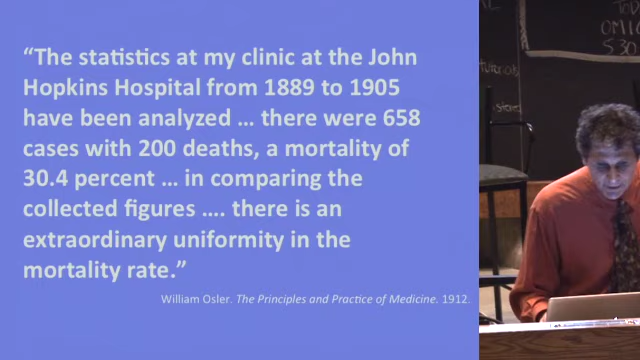 “The statistics at my clinic at the John
Hopkins Hospital from 1889 to 1905
have been analyzed ... there were 658
cases with 200 deaths, a mortality of
30.4 percent ... in comparing the
collected figures .... there is an
extraordinary uniformity in the
mortality rate.”
William Osler. The Principles and Practice of Medicine. 1912.